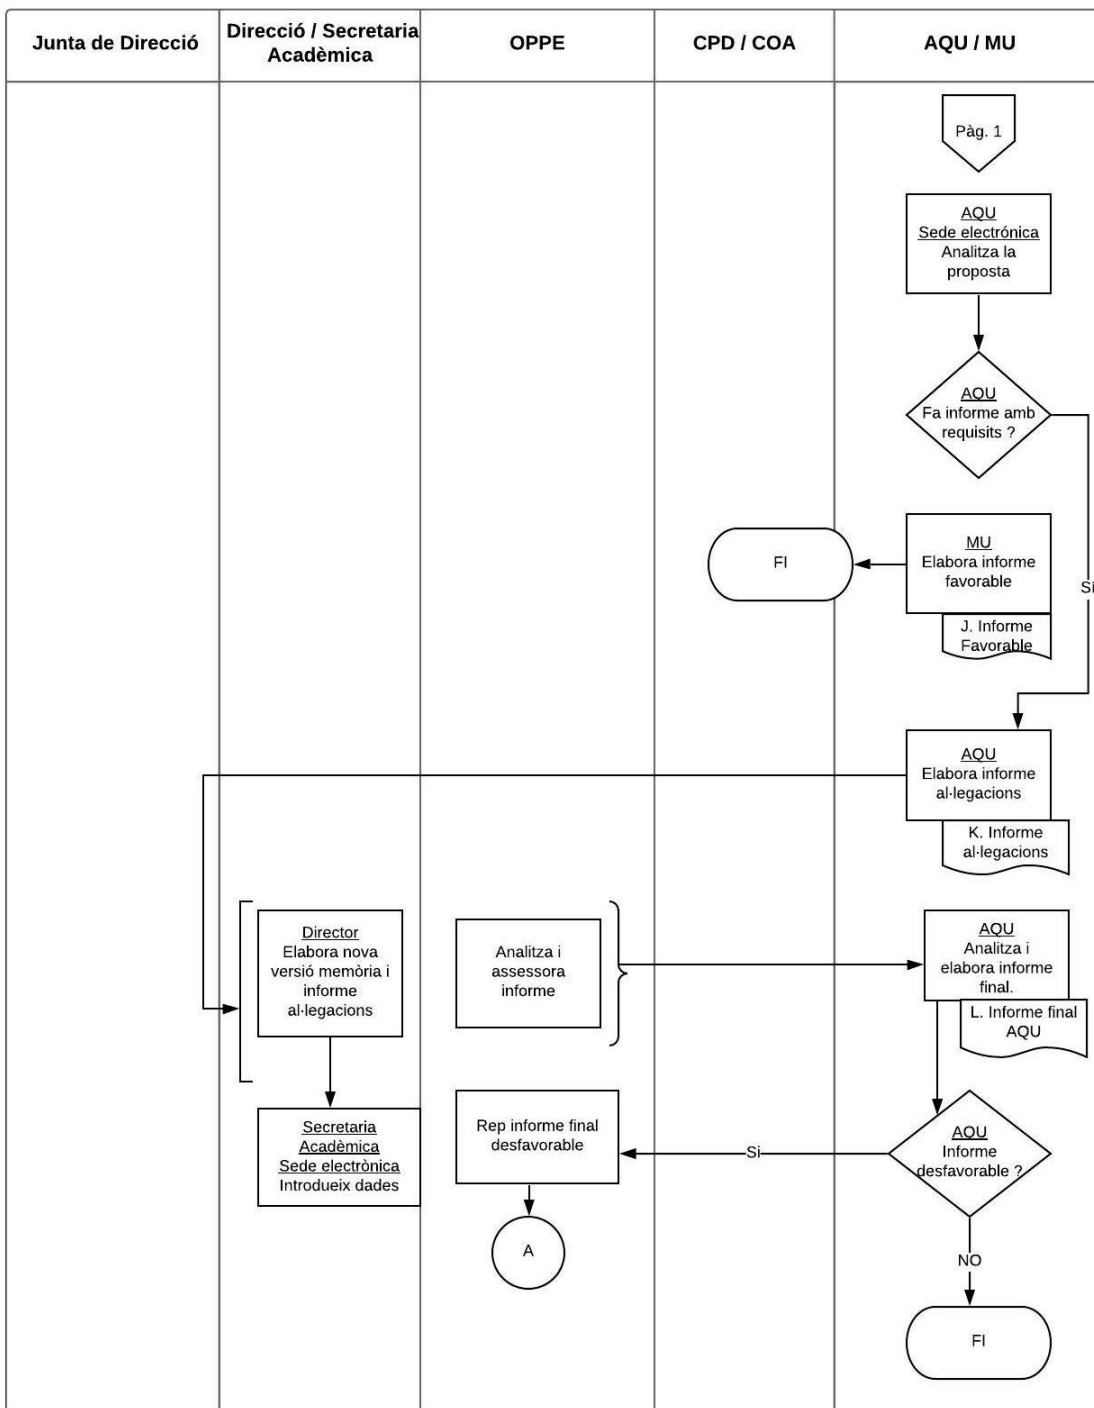 Junta de Direcció
Direcció / Secretaria
Acadèmica
OPPE
CPD / COA
AQU / MU
Pàg. 1
AQU
Sede electrónica
Analitza la
proposta
AQU
Fa informe amb
requisits ?
MU
Elabora informe
favorable
FI
Sí
J. Informe
Favorable
AQU
Elabora informe
al·legacions
K. Informe
al·legacions
Director
Elabora nova
versió memòria i
informe
al·legacions
Analitza i
assessora
informe
AQU
Analitza i
elabora informe
final.
L. Informe final
AQU
Secretaria
Acadèmica
Sede electrònica
Introdueix dades
Rep informe final
desfavorable
Si
AQU
Informe
desfavorable ?
A
NO
FI